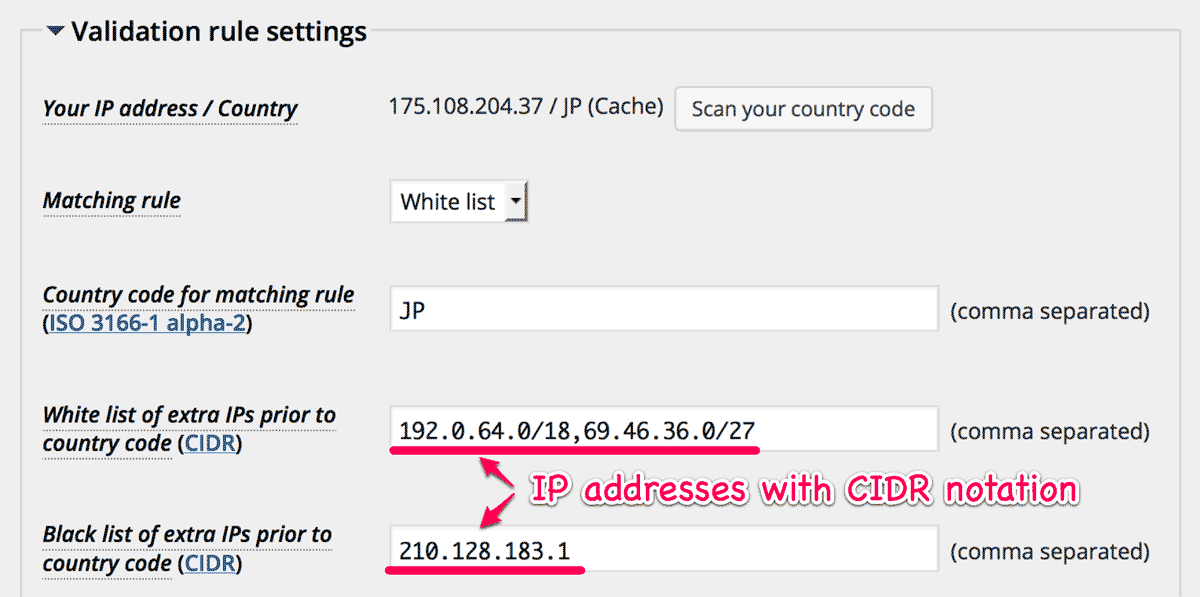 Validation rule settings
Your IP address / Country
175.108.204.37 / JP (Cache)
Scan your country code
Matching rule
White list
Country code for matching rule
(ISO 3166-1 alpha-2)
JP
(comma separated)
White list of extra IPs prior to
country code (CIDR)
192.0.64.0/18,69.46.36.0/27
(comma separated)
IP addresses with CIDR notation
Black list of extra IPs prior to
country code (CIDR)
210.128.183.1
(comma separated)